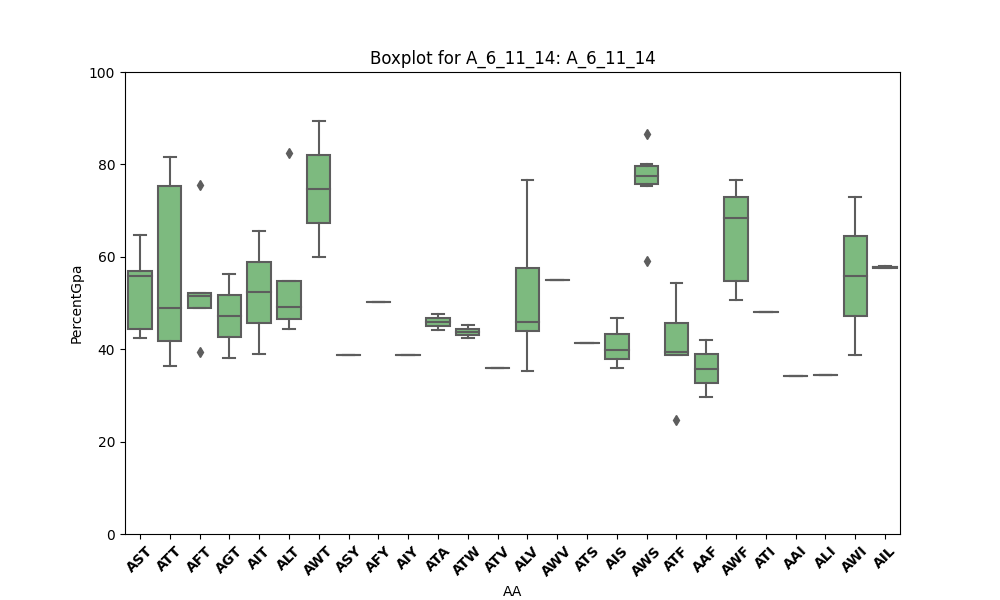 Boxplot for A_6_11_14: A_6_11_14
100
80
60
40
20
0
PercentGpa
AST ATT AFT AGT AIT ALT AWT ASY AFY AIY ATA ATW ATV ALV AWV ATS AIS AWS ATF AAF AWF ATI AAI ALI AWI AIL
AA